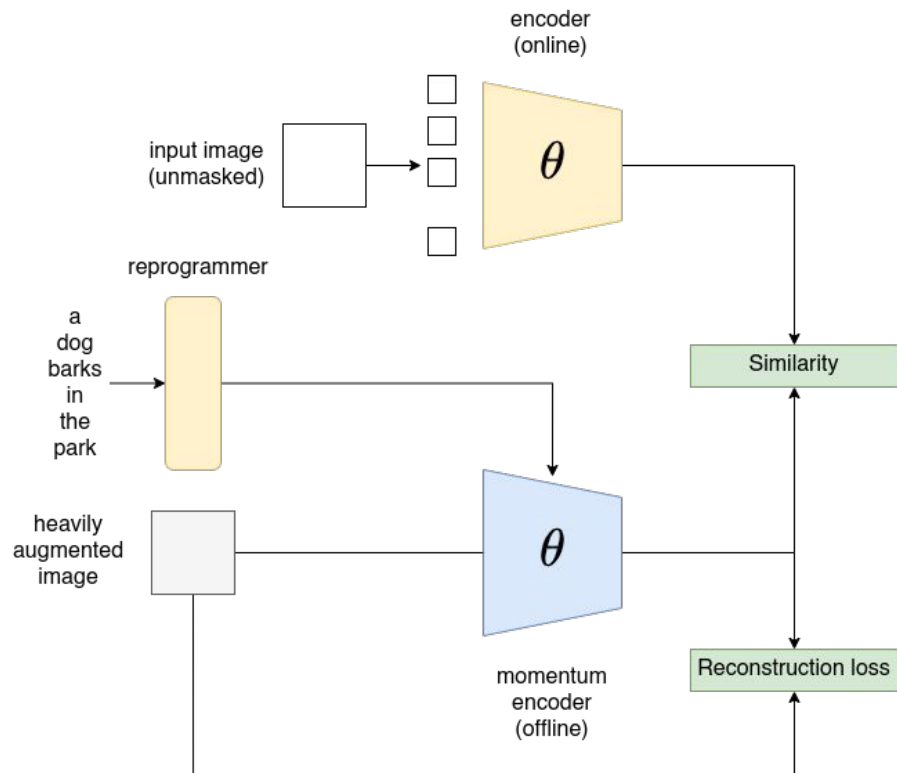 encoder
(online)
θ
input image
(unmasked)
reprogrammer
a
dog
barks
in
the
park
Similarity
heavily
augmented
image
θ
momentum
encoder
(offline)
Reconstruction loss